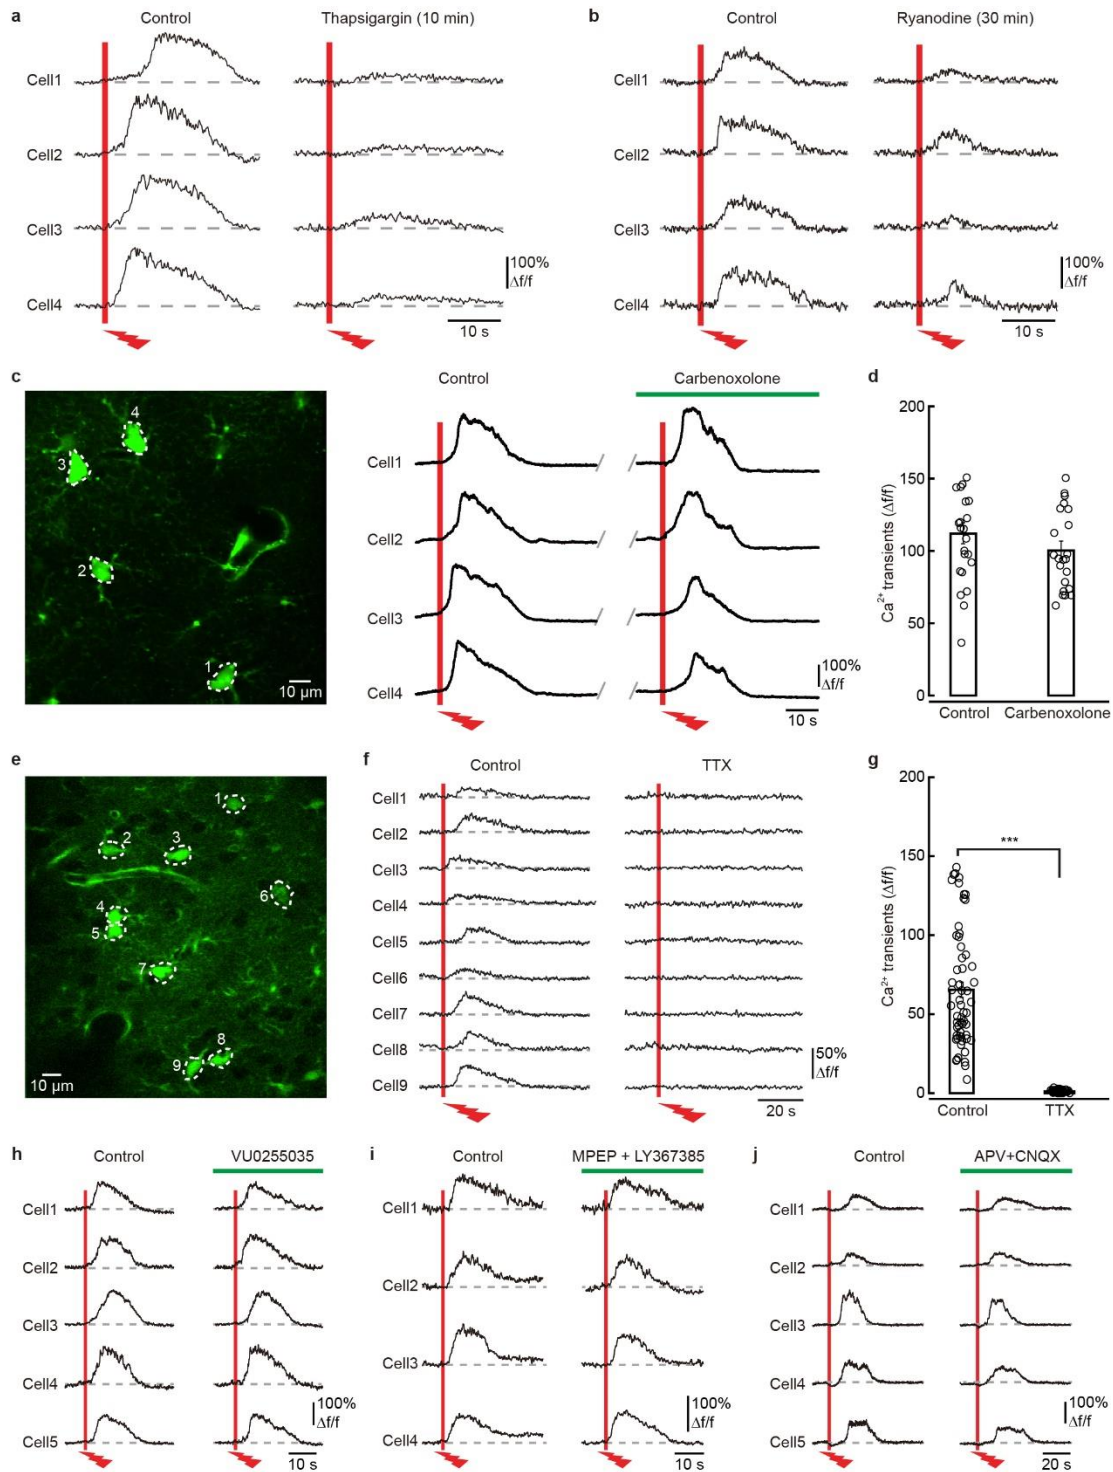 a
Control
Thapsigargin (10 min)
Cell1
Cell2
Cell3
Cell4
100%
Δf/f
10 s
b
Control
Ryanodine (30 min)
Cell1
Cell2
Cell3
Cell4
100%
Δf/f
10 s
c
4
3
2
1
10 µm
Control
Carbenoxolone
Cell1
Cell2
Cell3
Cell4
100%
Δf/f
10 s
d
Ca²⁺ transients (Δf/f)
200
150
100
50
0
Control
Carbenoxolone
e
1
2
3
6
4
5
7
8
9
10 µm
f
Control
TTX
Cell1
Cell2
Cell3
Cell4
Cell5
Cell6
Cell7
Cell8
Cell9
50%
Δf/f
20 s
g
Ca²⁺ transients (Δf/f)
200
150
100
50
0
***
Control
TTX
h
Control
VU0255035
Cell1
Cell2
Cell3
Cell4
Cell5
100%
Δf/f
10 s
i
Control
MPEP + LY367385
Cell1
Cell2
Cell3
Cell4
100%
Δf/f
10 s
j
Control
APV+CNQX
Cell1
Cell2
Cell3
Cell4
Cell5
100%
Δf/f
20 s